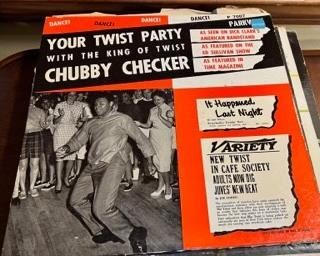 DANCE! DANCE! DANCE! DANCE! P 7007
YOUR TWIST PARTY
WITH THE KING OF TWIST
CHUBBY CHECKER
PARKW
AS SEEN ON DICK CLARK'S
AMERICAN BANDSTAND
AS FEATURED ON THE
ED SULLIVAN SHOW
AS FEATURED IN
TIME MAGAZINE
It Happened
Last Night
VARIETY
NEW TWIST
IN CAFE SOCIETY
ADULTS NOW DIG
JUVES' NEW BEAT